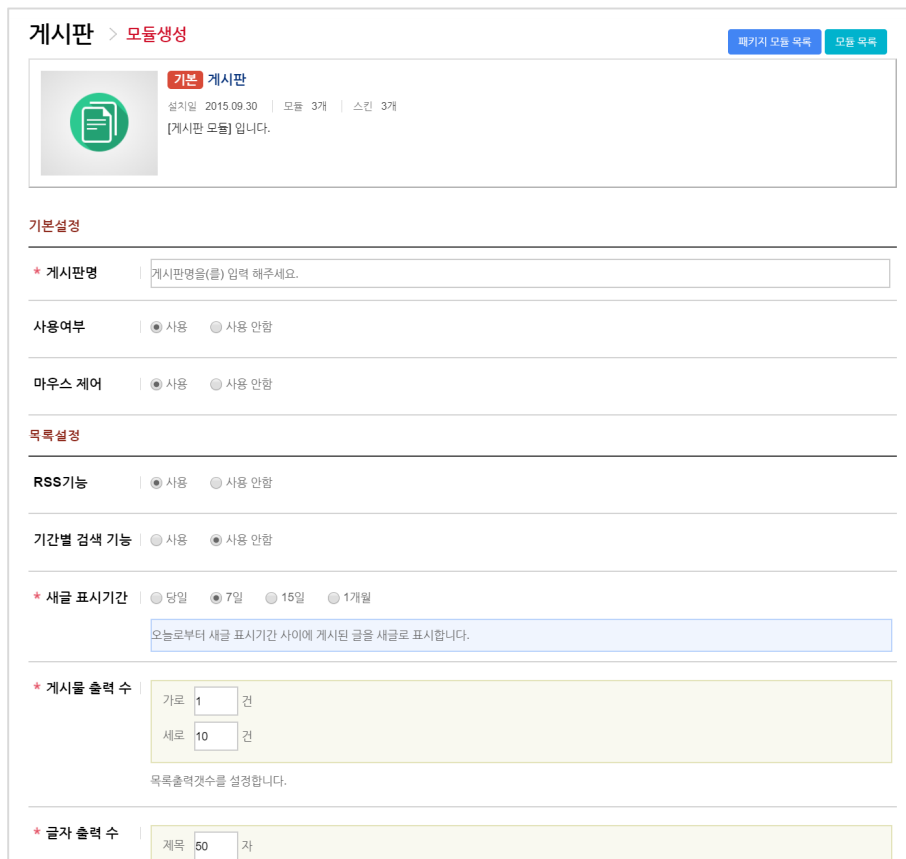 게시판 > 모듈생성
패키지 모듈 목록 모듈 목록
기본 게시판
설치일 2015.09.30 모듈 3개 스킨 3개
[게시판 모듈] 입니다.
기본설정
* 게시판명 게시판명을(를) 입력 해주세요.
사용여부 사용 사용 안함
마우스 제어 사용 사용 안함
목록설정
RSS기능 사용 사용 안함
기간별 검색 기능 사용 사용 안함
* 새글 표시기간 당일 7일 15일 1개월
오늘로부터 새글 표시기간 사이에 게시된 글을 새글로 표시합니다.
* 게시물 출력 수 가로 1 건
세로 10 건
목록출력갯수를 설정합니다.
* 글자 출력 수 제목 50 자